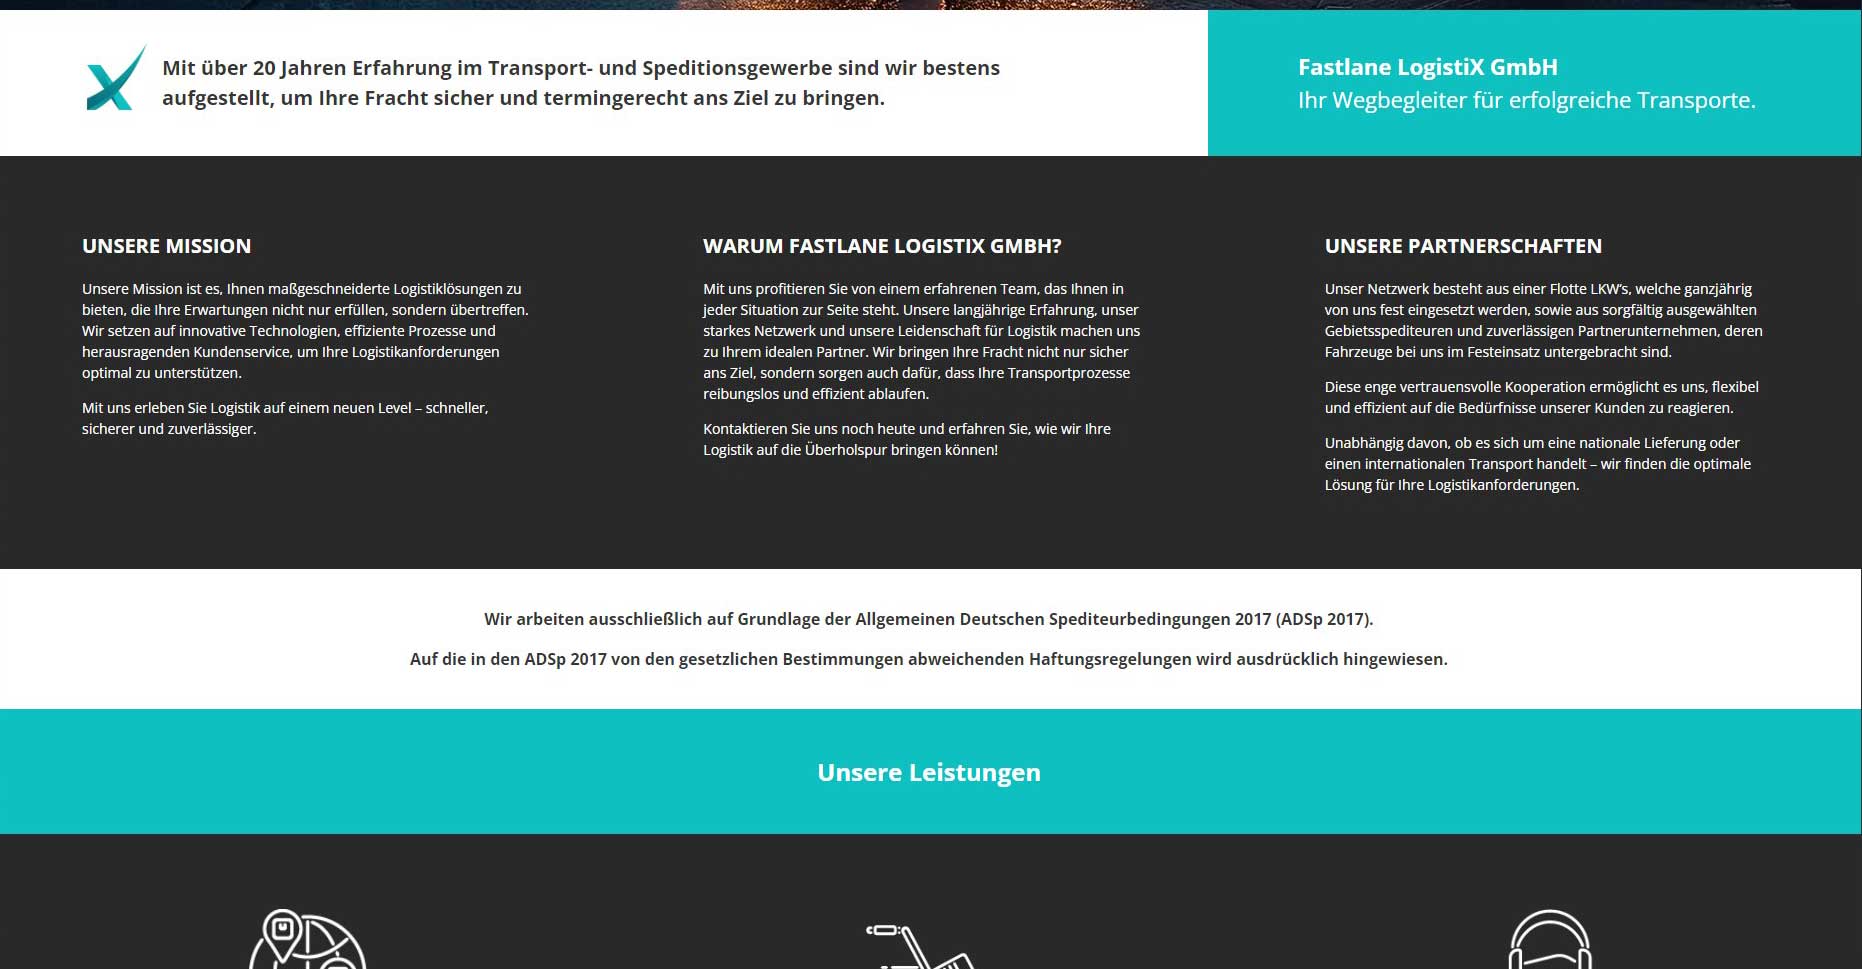 Mit über 20 Jahren Erfahrung im Transport- und Speditionsgewerbe sind wir bestens
aufgestellt, um Ihre Fracht sicher und termingerecht ans Ziel zu bringen.
Fastlane LogistiX GmbH
Ihr Wegbegleiter für erfolgreiche Transporte.
UNSERE MISSION
Unsere Mission ist es, Ihnen maßgeschneiderte Logistiklösungen zu
bieten, die Ihre Erwartungen nicht nur erfüllen, sondern übertreffen.
Wir setzen auf innovative Technologien, effiziente Prozesse und
herausragenden Kundenservice, um Ihre Logistikanforderungen
optimal zu unterstützen.
Mit uns erleben Sie Logistik auf einem neuen Level – schneller,
sicherer und zuverlässiger.
WARUM FASTLANE LOGISTIX GMBH?
Mit uns profitieren Sie von einem erfahrenen Team, das Ihnen in
jeder Situation zur Seite steht. Unsere langjährige Erfahrung, unser
starkes Netzwerk und unsere Leidenschaft für Logistik machen uns
zu Ihrem idealen Partner. Wir bringen Ihre Fracht nicht nur sicher
ans Ziel, sondern sorgen auch dafür, dass Ihre Transportprozesse
reibungslos und effizient ablaufen.
Kontaktieren Sie uns noch heute und erfahren Sie, wie wir Ihre
Logistik auf die Überholspur bringen können!
UNSERE PARTNERSCHAFTEN
Unser Netzwerk besteht aus einer Flotte LKW’s, welche ganzjährig
von uns fest eingesetzt werden, sowie aus sorgfältig ausgewählten
Gebietsspediteuren und zuverlässigen Partnerunternehmen, deren
Fahrzeuge bei uns im Festeinsatz untergebracht sind.
Diese enge vertrauensvolle Kooperation ermöglicht es uns, flexibel
und effizient auf die Bedürfnisse unserer Kunden zu reagieren.
Unabhängig davon, ob es sich um eine nationale Lieferung oder
einen internationalen Transport handelt – wir finden die optimale
Lösung für Ihre Logistikanforderungen.
Wir arbeiten ausschließlich auf Grundlage der Allgemeinen Deutschen Spediteurbedingungen 2017 (ADSp 2017).
Auf die in den ADSp 2017 von den gesetzlichen Bestimmungen abweichenden Haftungsregelungen wird ausdrücklich hingewiesen.
Unsere Leistungen